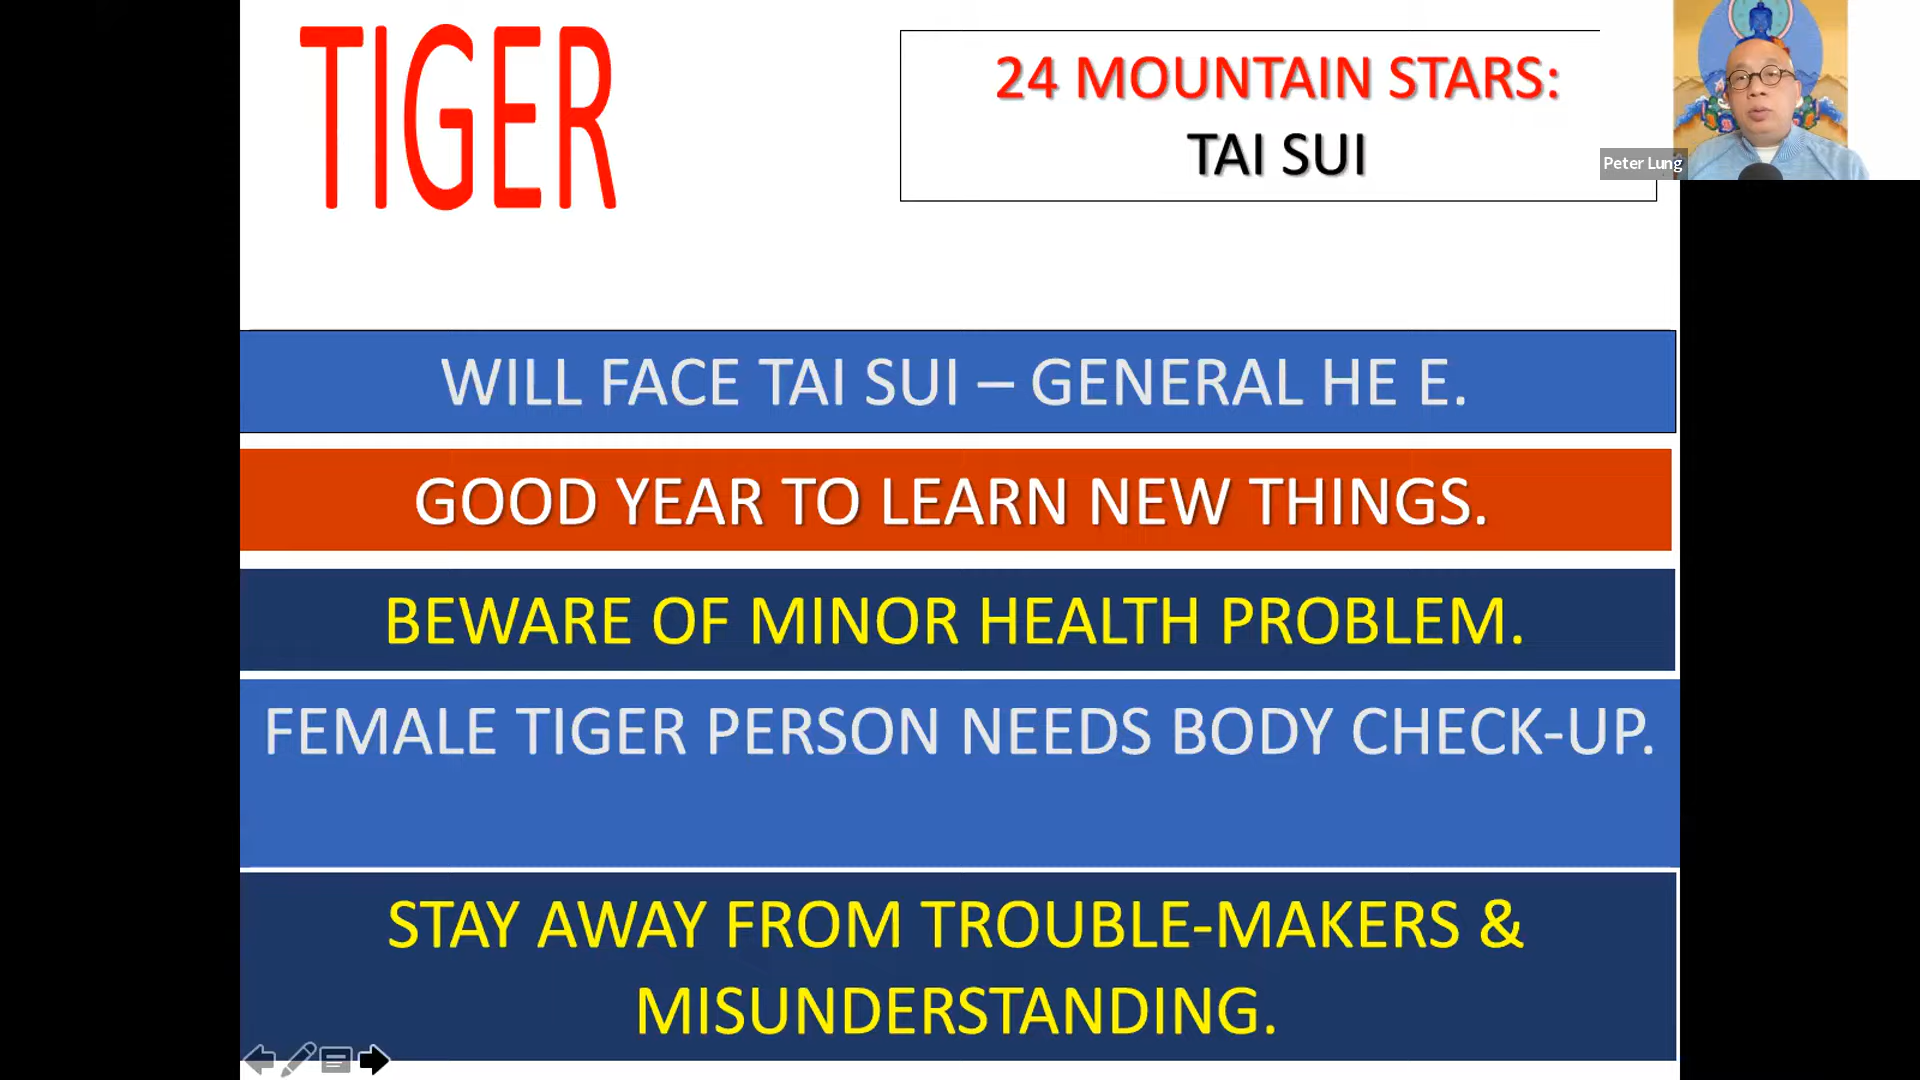 TIGER
24 MOUNTAIN STARS:
TAI SUI
Peter Lung
WILL FACE TAI SUI – GENERAL HE E.
GOOD YEAR TO LEARN NEW THINGS.
BEWARE OF MINOR HEALTH PROBLEM.
FEMALE TIGER PERSON NEEDS BODY CHECK-UP.
STAY AWAY FROM TROUBLE-MAKERS &
MISUNDERSTANDING.